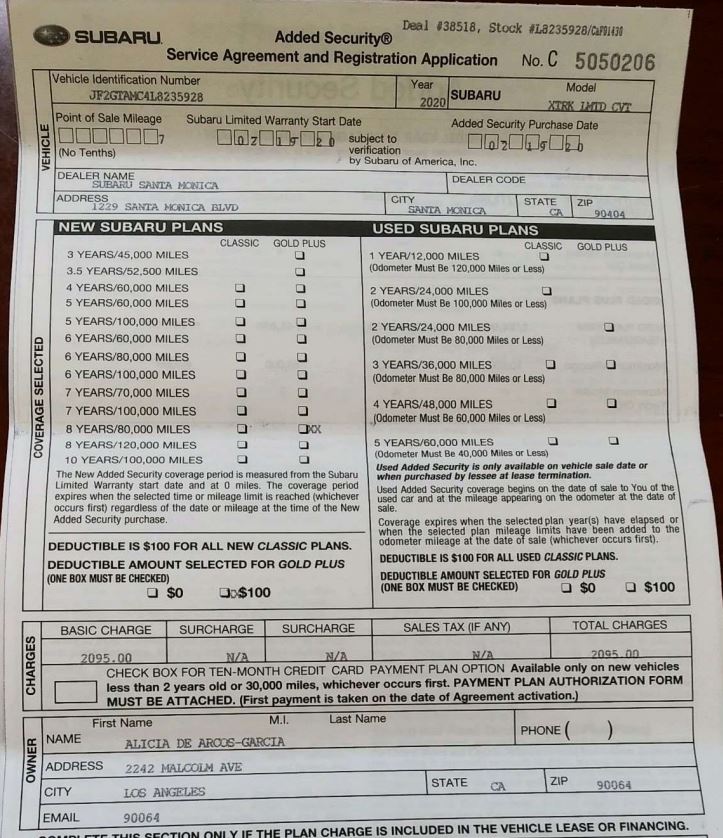 Deal #38518, Stock #L8235928/CAF01430
SUBARU
Added Security®
Service Agreement and Registration Application
No. C 5050206
VEHICLE
Vehicle Identification Number
JF2GTAMC4L8235928
Year
2020
SUBARU
Model
XTRK LMTD CVT
Point of Sale Mileage
7
(No Tenths)
Subaru Limited Warranty Start Date
02 19 20
subject to
verification
by Subaru of America, Inc.
Added Security Purchase Date
02 19 20
DEALER NAME
SUBARU SANTA MONICA
DEALER CODE
ADDRESS
1229 SANTA MONICA BLVD
CITY
SANTA MONICA
STATE
CA
ZIP
90404
COVERAGE SELECTED
NEW SUBARU PLANS
CLASSIC GOLD PLUS
3 YEARS/45,000 MILES
3.5 YEARS/52,500 MILES
4 YEARS/60,000 MILES
5 YEARS/60,000 MILES
5 YEARS/100,000 MILES
6 YEARS/60,000 MILES
6 YEARS/80,000 MILES
6 YEARS/100,000 MILES
7 YEARS/70,000 MILES
7 YEARS/100,000 MILES
8 YEARS/80,000 MILES XX
8 YEARS/120,000 MILES
10 YEARS/100,000 MILES
The New Added Security coverage period is measured from the Subaru
Limited Warranty start date and at 0 miles. The coverage period
expires when the selected time or mileage limit is reached (whichever
occurs first) regardless of the date or mileage at the time of the New
Added Security purchase.
DEDUCTIBLE IS $100 FOR ALL NEW CLASSIC PLANS.
DEDUCTIBLE AMOUNT SELECTED FOR GOLD PLUS
(ONE BOX MUST BE CHECKED)
$0 $100
USED SUBARU PLANS
CLASSIC GOLD PLUS
1 YEAR/12,000 MILES
(Odometer Must Be 120,000 Miles or Less)
2 YEARS/24,000 MILES
(Odometer Must Be 100,000 Miles or Less)
2 YEARS/24,000 MILES
(Odometer Must Be 80,000 Miles or Less)
3 YEARS/36,000 MILES
(Odometer Must Be 80,000 Miles or Less)
4 YEARS/48,000 MILES
(Odometer Must Be 60,000 Miles or Less)
5 YEARS/60,000 MILES
(Odometer Must Be 40,000 Miles or Less)
Used Added Security is only available on vehicle sale date or
when purchased by lessee at lease termination.
Used Added Security coverage begins on the date of sale to You of the
used car and at the mileage appearing on the odometer at the date of
sale.
Coverage expires when the selected plan year(s) have elapsed or
when the selected plan mileage limits have been added to the
odometer mileage at date of sale (whichever occurs first).
DEDUCTIBLE IS $100 FOR ALL USED CLASSIC PLANS.
DEDUCTIBLE AMOUNT SELECTED FOR GOLD PLUS
(ONE BOX MUST BE CHECKED) $0 $100
CHARGES
BASIC CHARGE SURCHARGE SURCHARGE SALES TAX (IF ANY) TOTAL CHARGES
2095.00 N/A N/A N/A 2095.00
CHECK BOX FOR TEN-MONTH CREDIT CARD PAYMENT PLAN OPTION Available only on new vehicles
less than 2 years old or 30,000 miles, whichever occurs first. PAYMENT PLAN AUTHORIZATION FORM
MUST BE ATTACHED. (First payment is taken on the date of Agreement activation.)
OWNER
First Name M.I. Last Name
NAME ALICIA DE ARCOS-GARCIA
PHONE ( )
ADDRESS 2242 MALCOLM AVE
CITY LOS ANGELES
STATE CA ZIP 90064
EMAIL 90064
COMPLETE THIS SECTION ONLY IF THE PLAN CHARGE IS INCLUDED IN THE VEHICLE LEASE OR FINANCING.